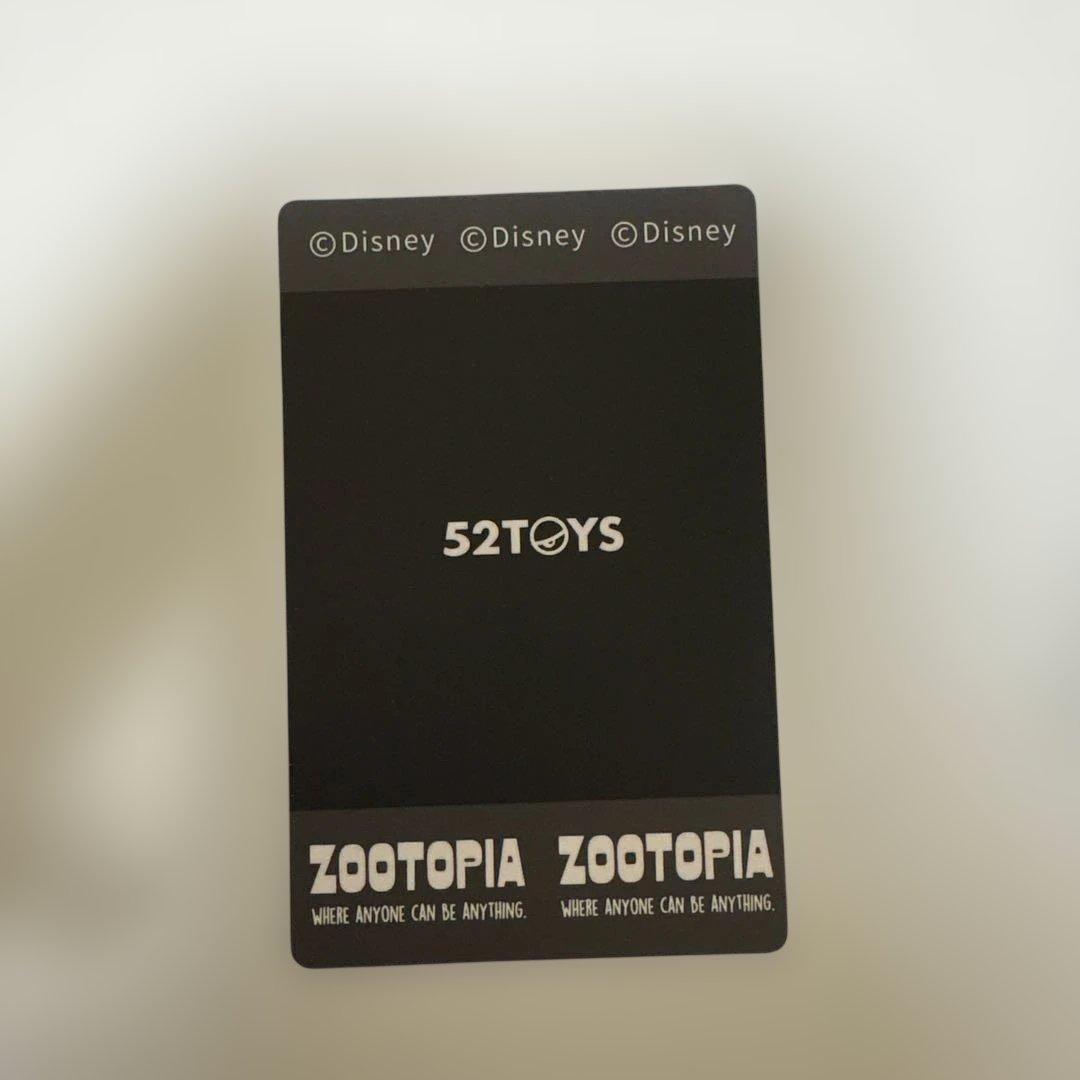 ©Disney ©Disney ©Disney
52TOYS
ZOOTOPIA ZOOTOPIA
WHERE ANYONE CAN BE ANYTHING. WHERE ANYONE CAN BE ANYTHING.